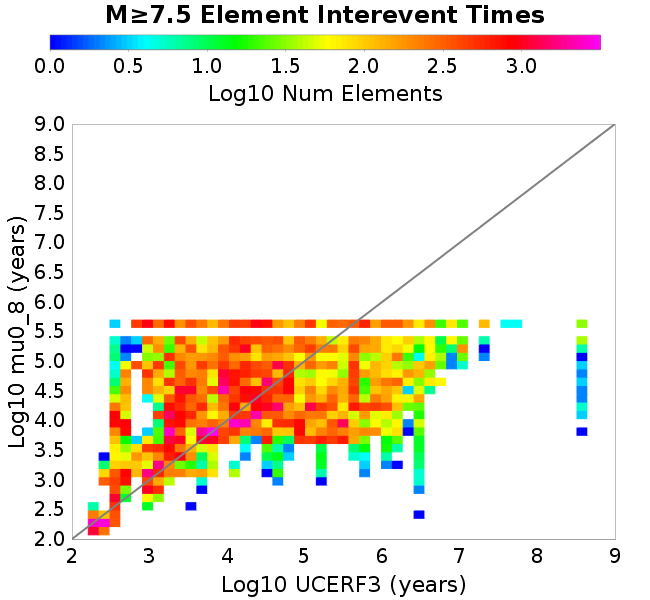 M≥7.5 Element Interevent Times
0.0 0.5 1.0 1.5 2.0 2.5 3.0
Log10 Num Elements
9.0
8.5
8.0
7.5
7.0
6.5
6.0
5.5
5.0
4.5
4.0
3.5
3.0
2.5
2.0
Log10 mu0_8 (years)
2 3 4 5 6 7 8 9
Log10 UCERF3 (years)